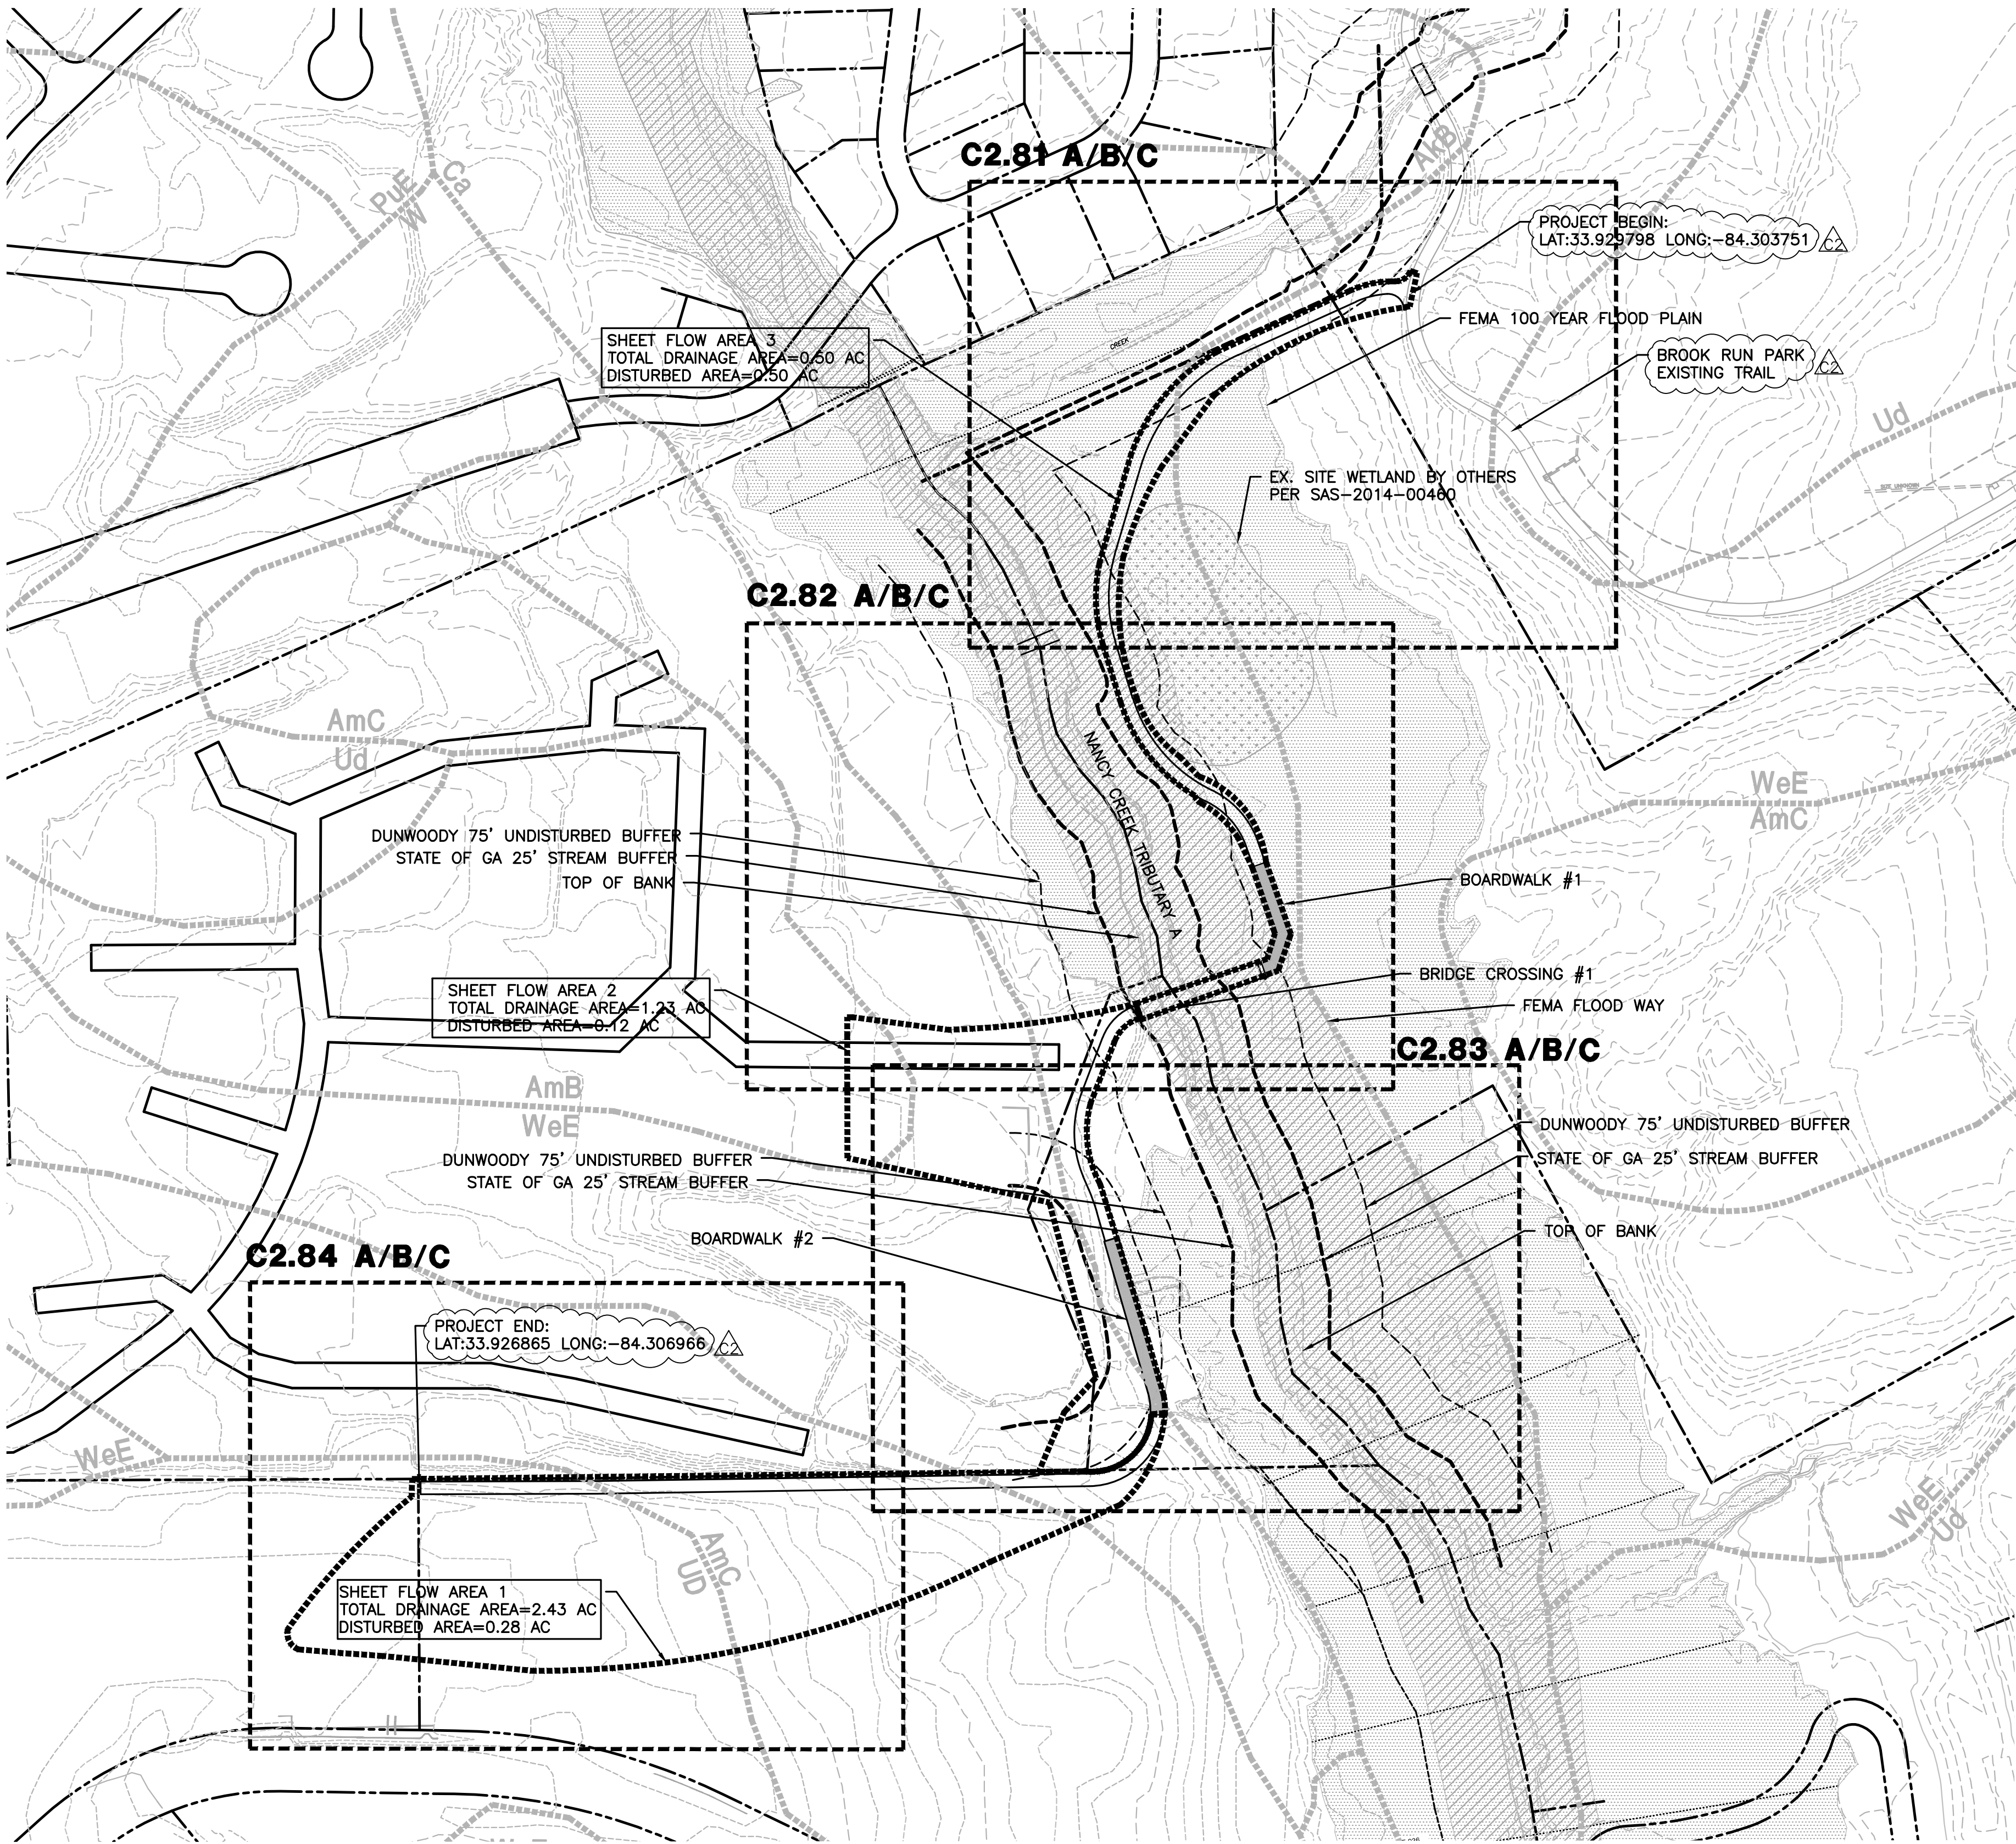 C2.81 A/B/C
AkB
PuE
W
Ca
PROJECT BEGIN:
LAT:33.929798 LONG:-84.303751
C2
FEMA 100 YEAR FLOOD PLAIN
CREEK
SHEET FLOW AREA 3
TOTAL DRAINAGE AREA=0.50 AC
DISTURBED AREA=0.50 AC
BROOK RUN PARK
EXISTING TRAIL
C2
Ud
EX. SITE WETLAND BY OTHERS
PER SAS-2014-00460
SIZE UNKNOWN
C2.82 A/B/C
AmC
Ud
NANCY CREEK TRIBUTARY A
WeE
AmC
DUNWOODY 75' UNDISTURBED BUFFER
STATE OF GA 25' STREAM BUFFER
TOP OF BANK
BOARDWALK #1
BRIDGE CROSSING #1
FEMA FLOOD WAY
SHEET FLOW AREA 2
TOTAL DRAINAGE AREA=1.23 AC
DISTURBED AREA=0.12 AC
C2.83 A/B/C
AmB
WeE
DUNWOODY 75' UNDISTURBED BUFFER
STATE OF GA 25' STREAM BUFFER
DUNWOODY 75' UNDISTURBED BUFFER
STATE OF GA 25' STREAM BUFFER
BOARDWALK #2
TOP OF BANK
C2.84 A/B/C
PROJECT END:
LAT:33.926865 LONG:-84.306966
C2
WeE
WeE
Ud
AmC
UD
SHEET FLOW AREA 1
TOTAL DRAINAGE AREA=2.43 AC
DISTURBED AREA=0.28 AC